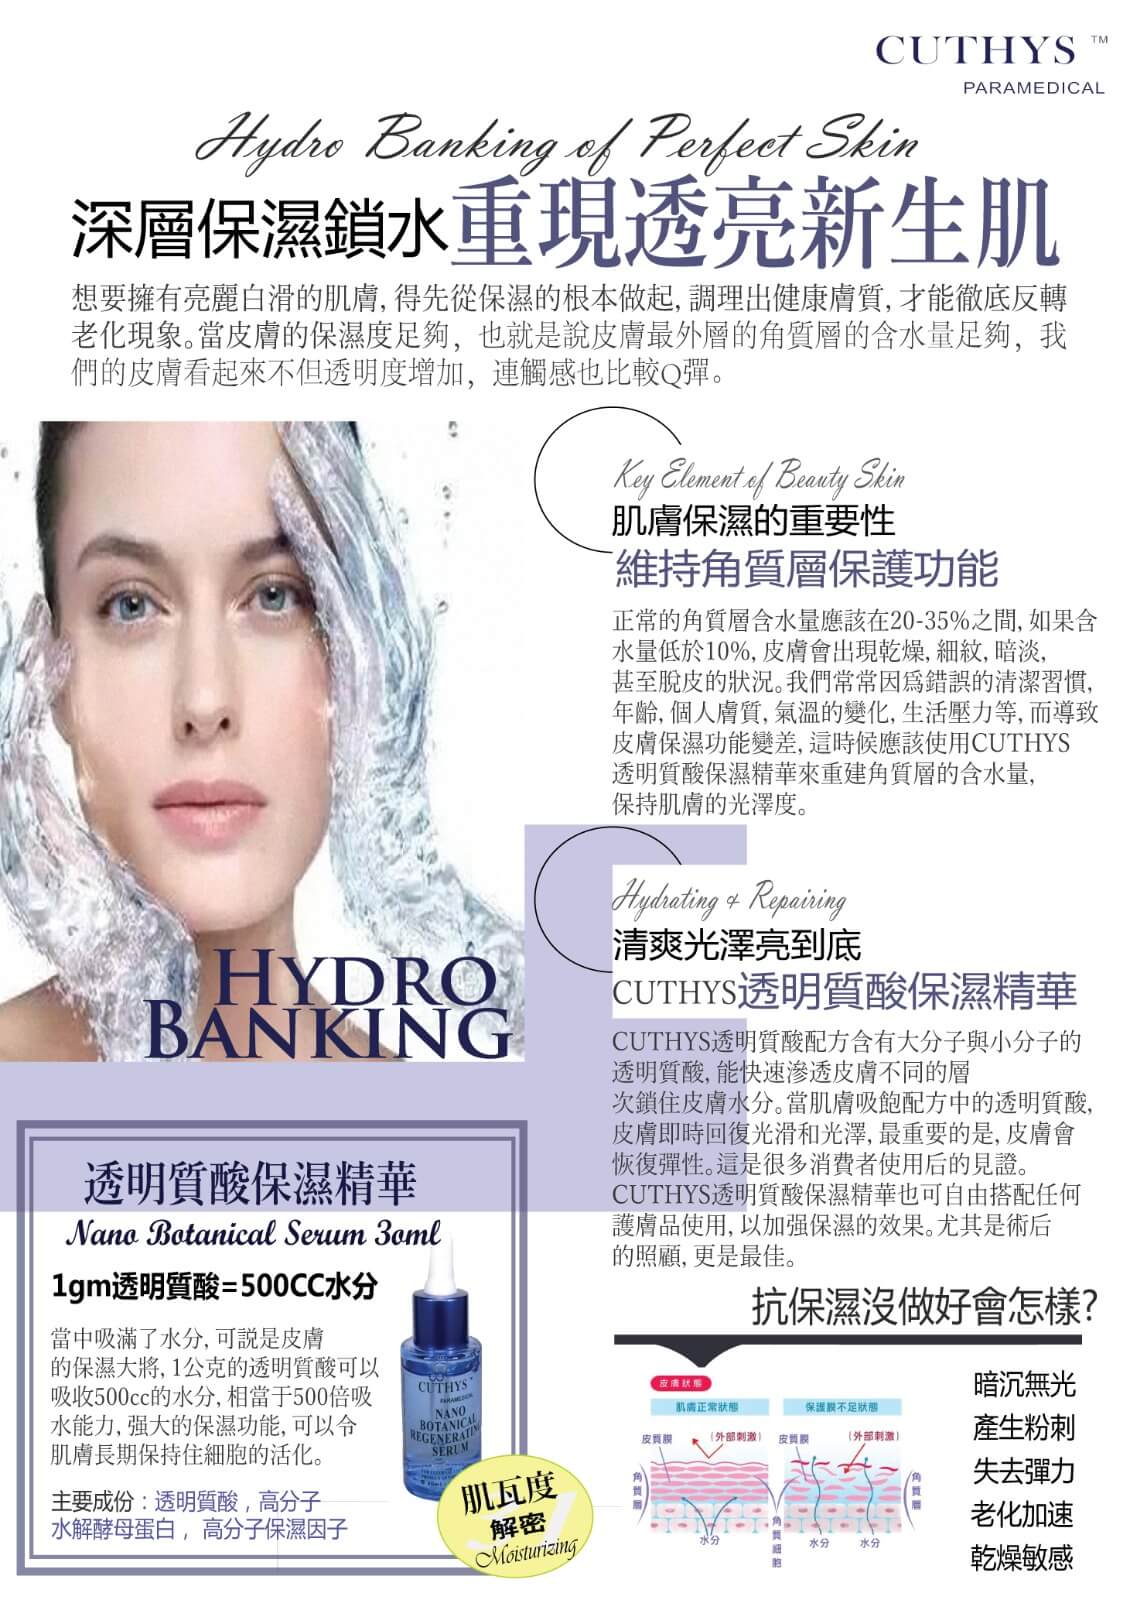 CUTHYS TM
PARAMEDICAL
Hydro Banking of Perfect Skin
深層保濕鎖水重現透亮新生肌
想要擁有亮麗白滑的肌膚,得先從保濕的根本做起,調理出健康膚質,才能徹底反轉
老化現象。當皮膚的保濕度足夠，也就是說皮膚最外層的角質層的含水量足夠，我
們的皮膚看起來不但透明度增加，連觸感也比較Q彈。
Key Element of Beauty Skin
肌膚保濕的重要性
維持角質層保護功能
正常的角質層含水量應該在20-35%之間,如果含
水量低於10%,皮膚會出現乾燥,細紋,暗淡,
甚至脫皮的狀況。我們常常因為錯誤的清潔習慣,
年齡,個人膚質,氣溫的變化,生活壓力等,而導致
皮膚保濕功能變差,這時候應該使用CUTHYS
透明質酸保濕精華來重建角質層的含水量,
保持肌膚的光澤度。
HYDRO
BANKING
Hydrating & Repairing
清爽光澤亮到底
CUTHYS透明質酸保濕精華
CUTHYS透明質酸配方含有大分子與小分子的
透明質酸,能快速滲透皮膚不同的層
次鎖住皮膚水分。當肌膚吸飽配方中的透明質酸,
皮膚即時回復光滑和光澤,最重要的是,皮膚會
恢復彈性。這是很多消費者使用后的見證。
CUTHYS透明質酸保濕精華也可自由搭配任何
護膚品使用,以加强保濕的效果。尤其是術后
的照顧,更是最佳。
透明質酸保濕精華
Nano Botanical Serum 30ml
1gm透明質酸=500CC水分
當中吸滿了水分,可說是皮膚
的保濕大將,1公克的透明質酸可以
吸收500cc的水分,相當于500倍吸
水能力,强大的保濕功能,可以令
肌膚長期保持住細胞的活化。
主要成份：透明質酸，高分子
水解酵母蛋白，高分子保濕因子
CUTHYS
PARAMEDICAL
NANO
BOTANICAL
REGENERATING
SERUM
肌瓦度
解密
Moisturizing
抗保濕沒做好會怎樣?
皮膚狀態
肌膚正常狀態
保護膜不足狀態
皮質膜
(外部刺激)
皮質膜
(外部刺激)
角質層
角質層
角質細胞
水分
水分
水分
暗沉無光
產生粉刺
失去彈力
老化加速
乾燥敏感